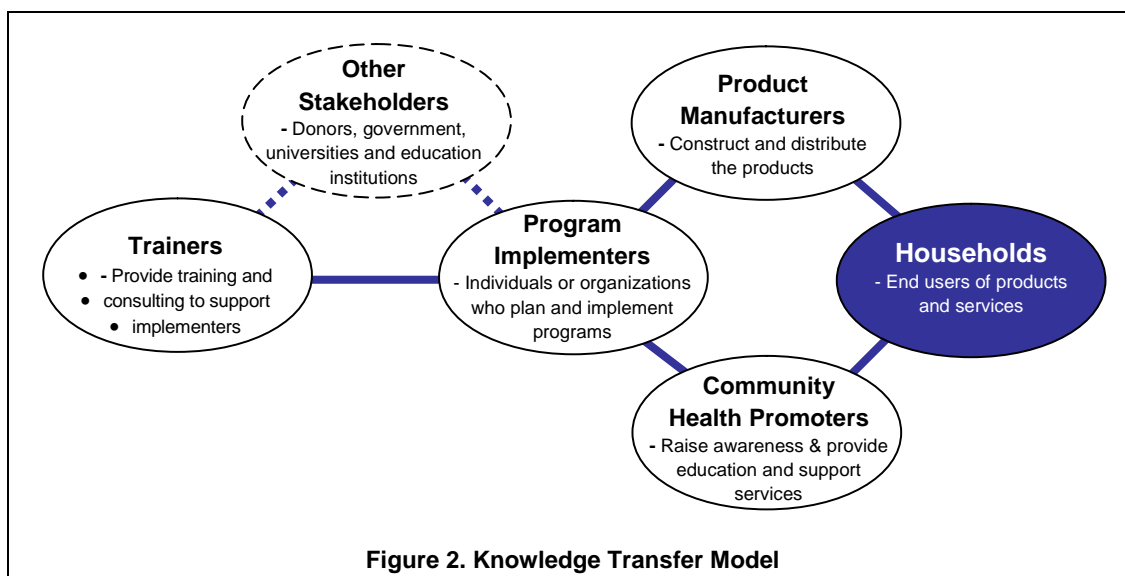 Other
Stakeholders
- Donors, government,
universities and education
institutions
Product
Manufacturers
- Construct and distribute
the products
Trainers
● - Provide training and
● consulting to support
● implementers
Program
Implementers
- Individuals or organizations
who plan and implement
programs
Households
- End users of products
and services
Community
Health Promoters
- Raise awareness & provide
education and support
services
Figure 2. Knowledge Transfer Model